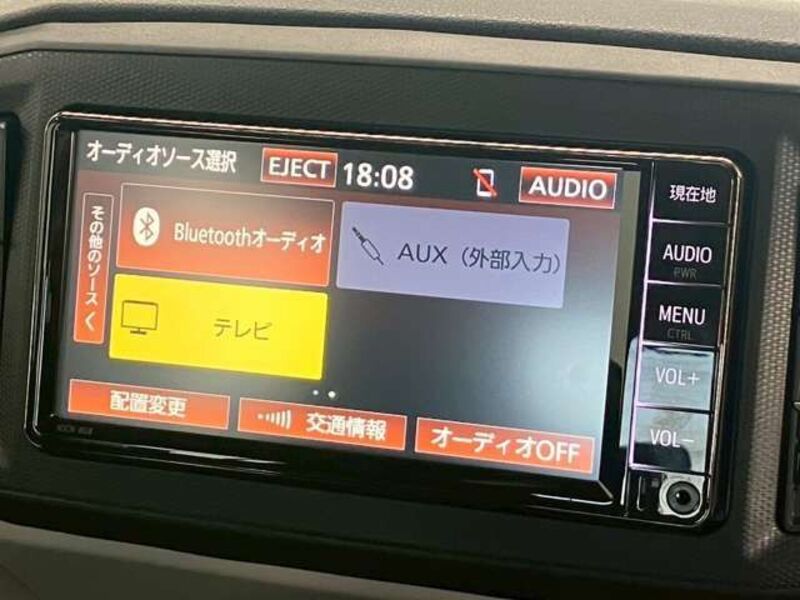 オーディオソース選択
EJECT
18:08
AUDIO
その他のソース
Bluetoothオーディオ
AUX（外部入力）
テレビ
配置変更
交通情報
オーディオOFF
現在地
AUDIO
PWR
MENU
CTRL
VOL+
VOL-